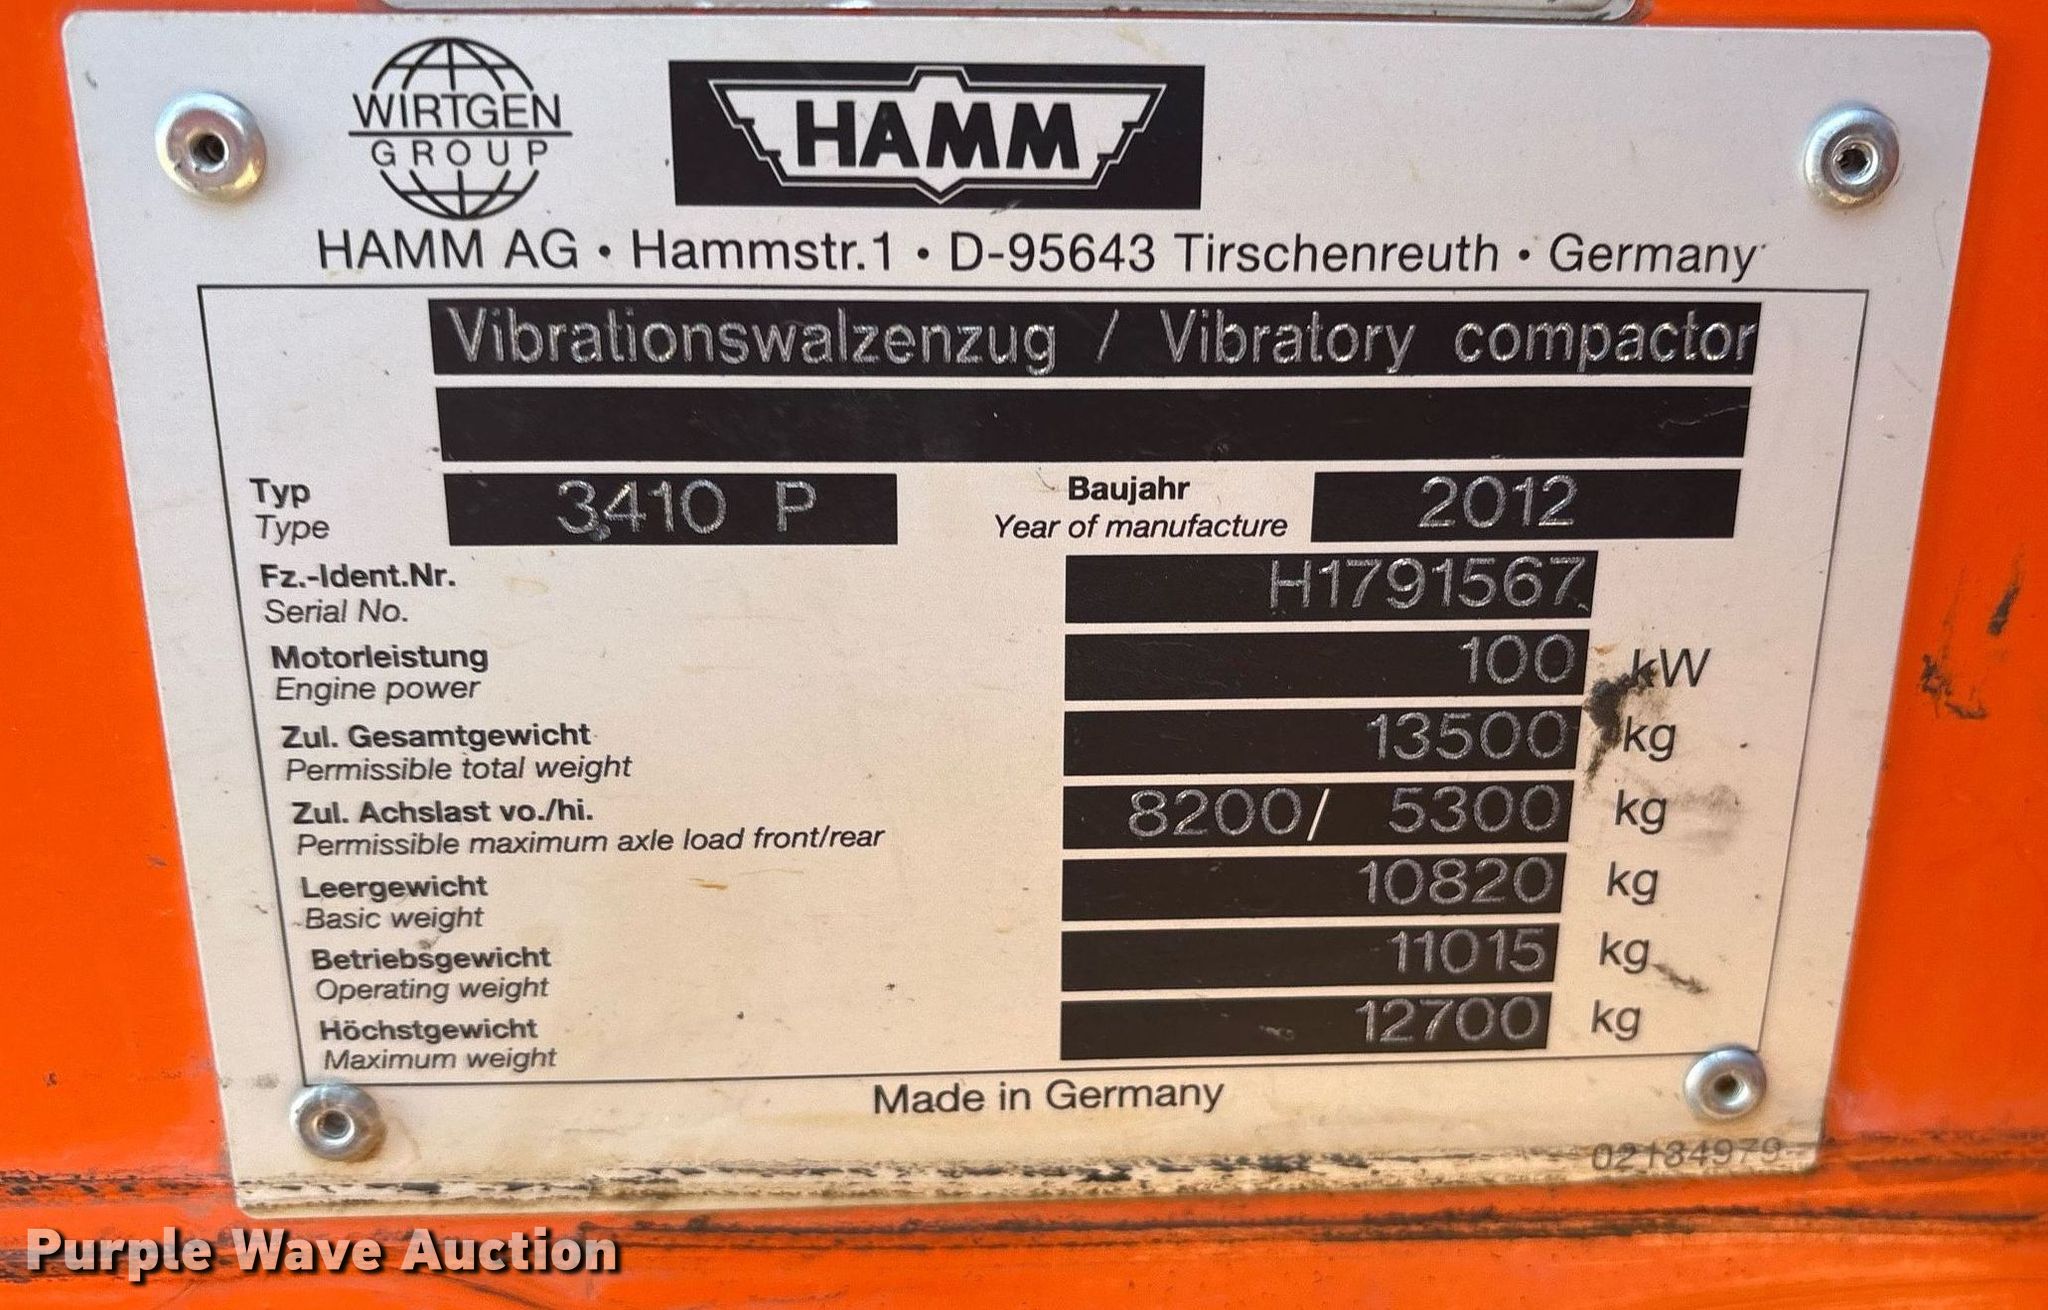 WIRTGEN
GROUP
HAMM
HAMM AG • Hammstr.1 • D-95643 Tirschenreuth • Germany
Vibrationswalzenzug / Vibratory compactor
Typ
Type
3410 P
Baujahr
Year of manufacture
2012
Fz.-Ident.Nr.
Serial No.
H1791567
Motorleistung
Engine power
100 kW
Zul. Gesamtgewicht
Permissible total weight
13500 kg
Zul. Achslast vo./hi.
Permissible maximum axle load front/rear
8200/ 5300 kg
Leergewicht
Basic weight
10820 kg
Betriebsgewicht
Operating weight
11015 kg
Höchstgewicht
Maximum weight
12700 kg
Made in Germany
02134979
Purple Wave Auction